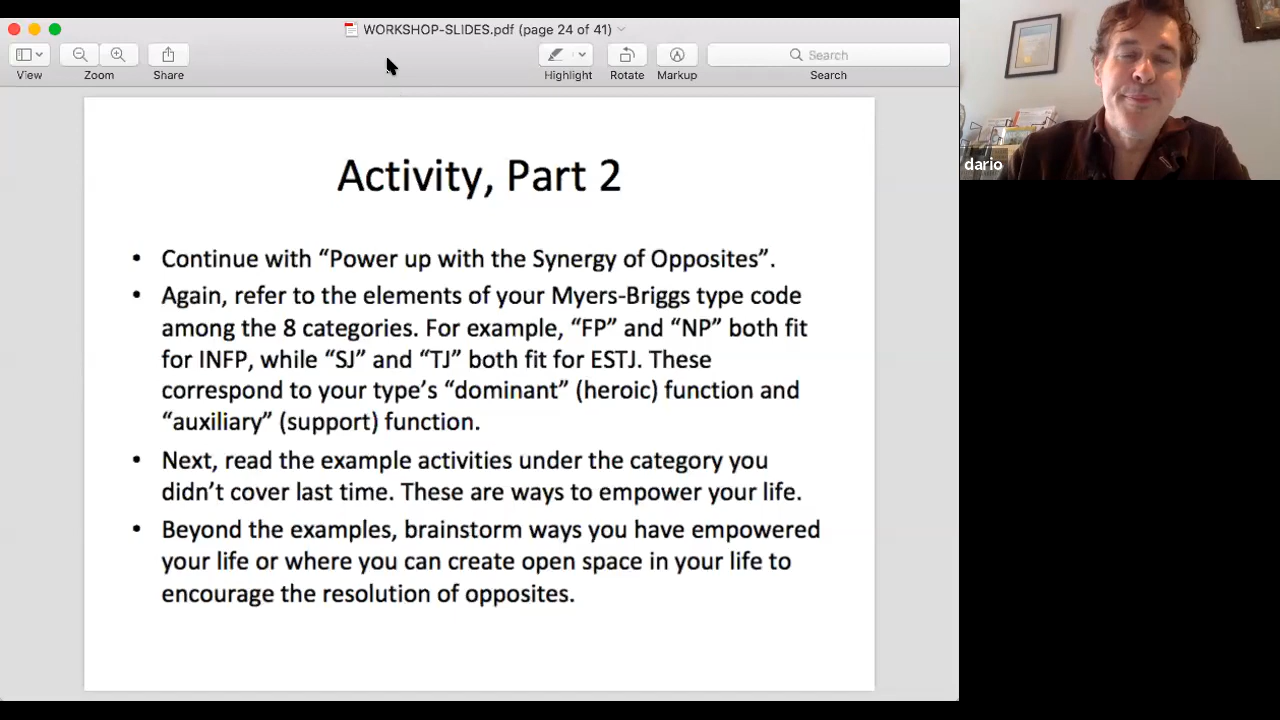 WORKSHOP-SLIDES.pdf (page 24 of 41)
View
Zoom
Share
Highlight
Rotate
Markup
Search
Search
dario
Activity, Part 2
• Continue with “Power up with the Synergy of Opposites”.
• Again, refer to the elements of your Myers-Briggs type code
among the 8 categories. For example, “FP” and “NP” both fit
for INFP, while “SJ” and “TJ” both fit for ESTJ. These
correspond to your type’s “dominant” (heroic) function and
“auxiliary” (support) function.
• Next, read the example activities under the category you
didn’t cover last time. These are ways to empower your life.
• Beyond the examples, brainstorm ways you have empowered
your life or where you can create open space in your life to
encourage the resolution of opposites.